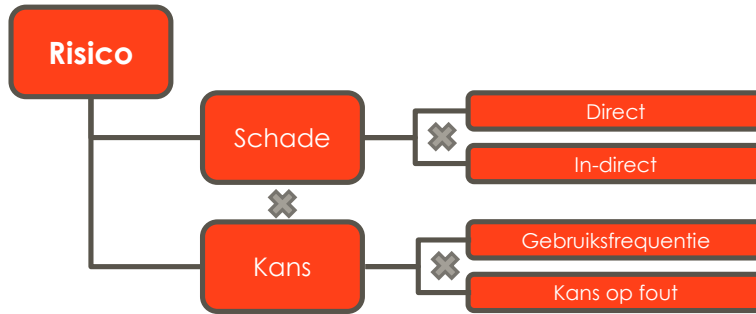 Risico
Schade
Direct
In-direct
Kans
Gebruiksfrequentie
Kans op fout